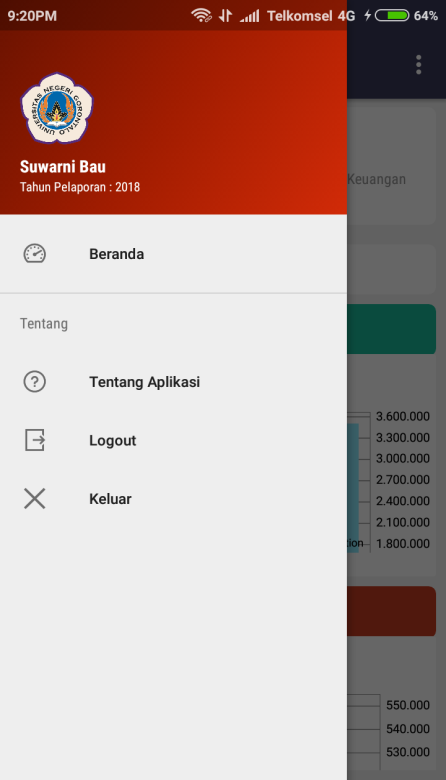 9:20PM
Telkomsel 4G
64%
UNIVERSITAS NEGERI GORONTALO
Suwarni Bau
Tahun Pelaporan : 2018
Keuangan
Beranda
Tentang
Tentang Aplikasi
Logout
Keluar
3.600.000
3.300.000
3.000.000
2.700.000
2.400.000
2.100.000
tion
1.800.000
550.000
540.000
530.000